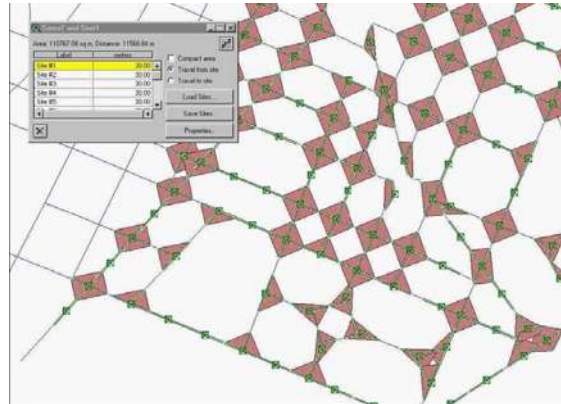 Area: 110767.06 sq m, Distance: 11566.64 m
Label meters
Site #1 30.00
Site #2 30.00
Site #3 30.00
Site #4 30.00
Site #5 30.00
Compact area
Travel from site
Travel to site
Load Sites...
Save Sites
Properties...